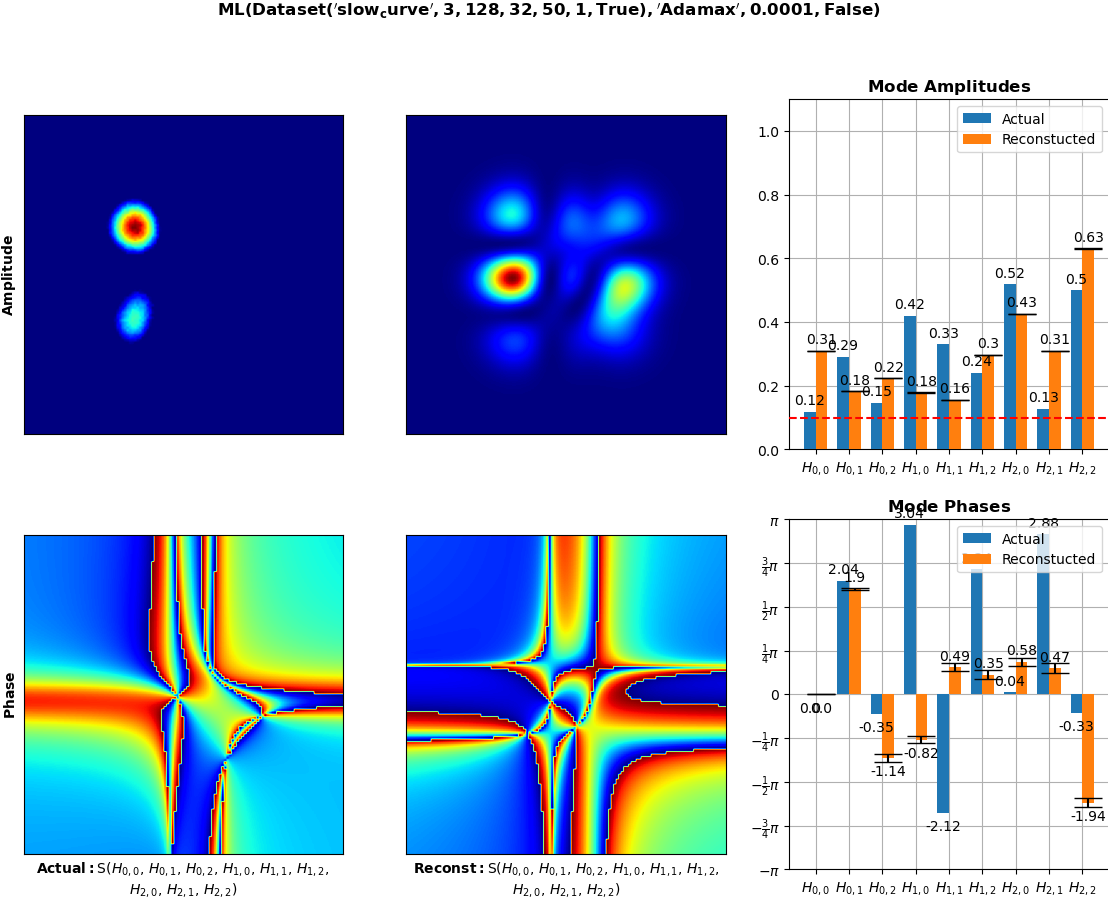 ML(Dataset('slow_curve', 3, 128, 32, 50, 1, True), 'Adamax', 0.0001, False)
Amplitude
Mode Amplitudes
Actual
Reconstucted
1.0
0.8
0.6
0.4
0.2
0.0
0.12
0.31
0.29
0.18
0.15
0.22
0.42
0.18
0.33
0.16
0.24
0.3
0.52
0.43
0.13
0.31
0.5
0.63
H0,0 H0,1 H0,2 H1,0 H1,1 H1,2 H2,0 H2,1 H2,2
Phase
Mode Phases
Actual
Reconstucted
π
3/4π
1/2π
1/4π
0
−1/4π
−1/2π
−3/4π
−π
0.0
0.0
2.04
1.9
-0.35
-1.14
3.04
-0.82
-2.12
0.49
0.35
0.04
0.58
2.88
0.47
-0.33
-1.94
H0,0 H0,1 H0,2 H1,0 H1,1 H1,2 H2,0 H2,1 H2,2
Actual: S(H0,0, H0,1, H0,2, H1,0, H1,1, H1,2,
H2,0, H2,1, H2,2)
Reconst: S(H0,0, H0,1, H0,2, H1,0, H1,1, H1,2,
H2,0, H2,1, H2,2)